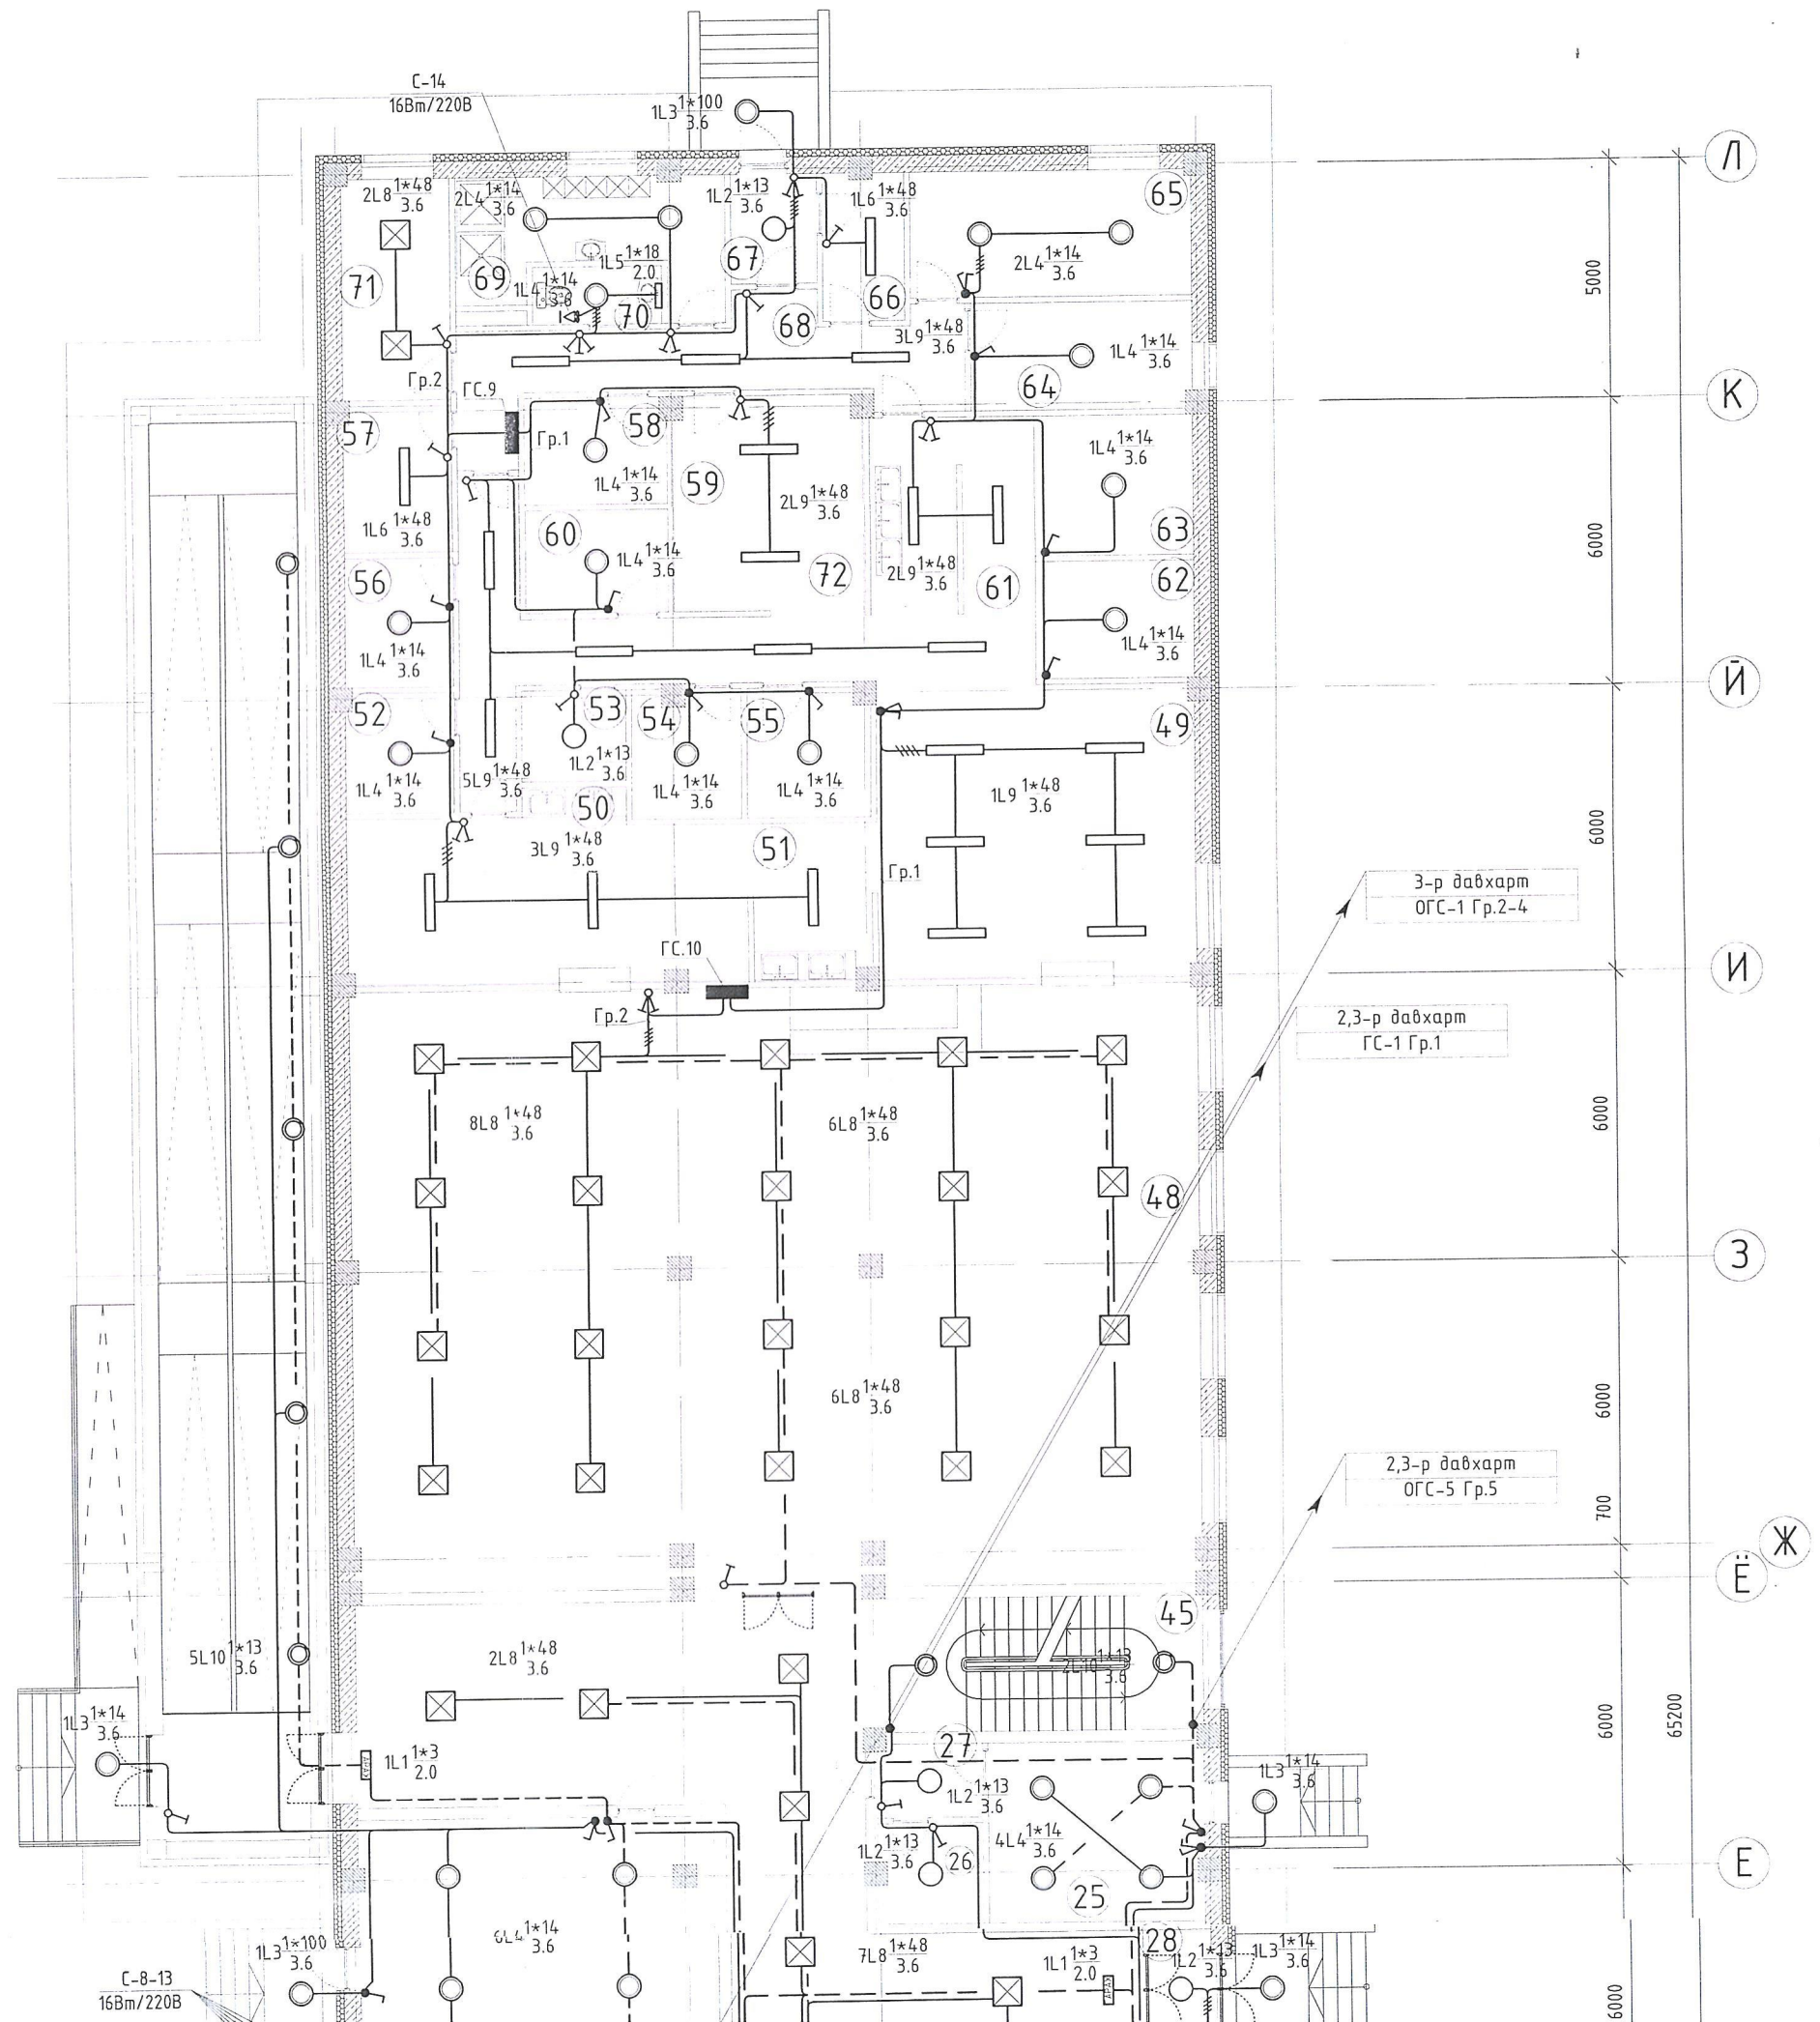 C-14
16Вт/220В
1L3 1*100
3.6
Л
65
2L8 1*48
3.6
2L4 1*14
3.6
1L2 1*13
3.6
1L6 1*48
3.6
71
69
1L5 1*18
2.0
67
66
2L4 1*14
3.6
5000
1L4 1*14
3.6
70
68
3L9 1*48
3.6
1L4 1*14
3.6
64
Гр.2
ГС.9
К
57
Гр.1
58
1L4 1*14
3.6
59
1L4 1*14
3.6
2L9 1*48
3.6
1L6 1*48
3.6
60
63
6000
1L4 1*14
3.6
72
2L9 1*48
3.6
61
62
56
1L4 1*14
3.6
1L4 1*14
3.6
Й
52
53
54
55
49
1L2 1*13
3.6
1L4 1*14
3.6
5L9 1*48
3.6
1L4 1*14
3.6
1L4 1*14
3.6
1L9 1*48
3.6
50
6000
3L9 1*48
3.6
51
Гр.1
3-р давхарт
ОГС-1 Гр.2-4
ГС.10
И
Гр.2
2,3-р давхарт
ГС-1 Гр.1
8L8 1*48
3.6
6L8 1*48
3.6
6000
48
З
6L8 1*48
3.6
6000
2,3-р давхарт
ОГС-5 Гр.5
700
Ж
Ё
45
5L10 1*13
3.6
2L8 1*48
3.6
2L10 1*13
3.6
6000
65200
1L3 1*14
3.6
27
1L1 1*3
2.0
1L2 1*13
3.6
1L3 1*14
3.6
4L4 1*14
3.6
1L2 1*13
3.6
26
Е
25
6L4 1*14
3.6
28
1L3 1*100
3.6
7L8 1*48
3.6
1L1 1*3
2.0
1L2 1*13
3.6
1L3 1*14
3.6
C-8-13
16Вт/220В
6000